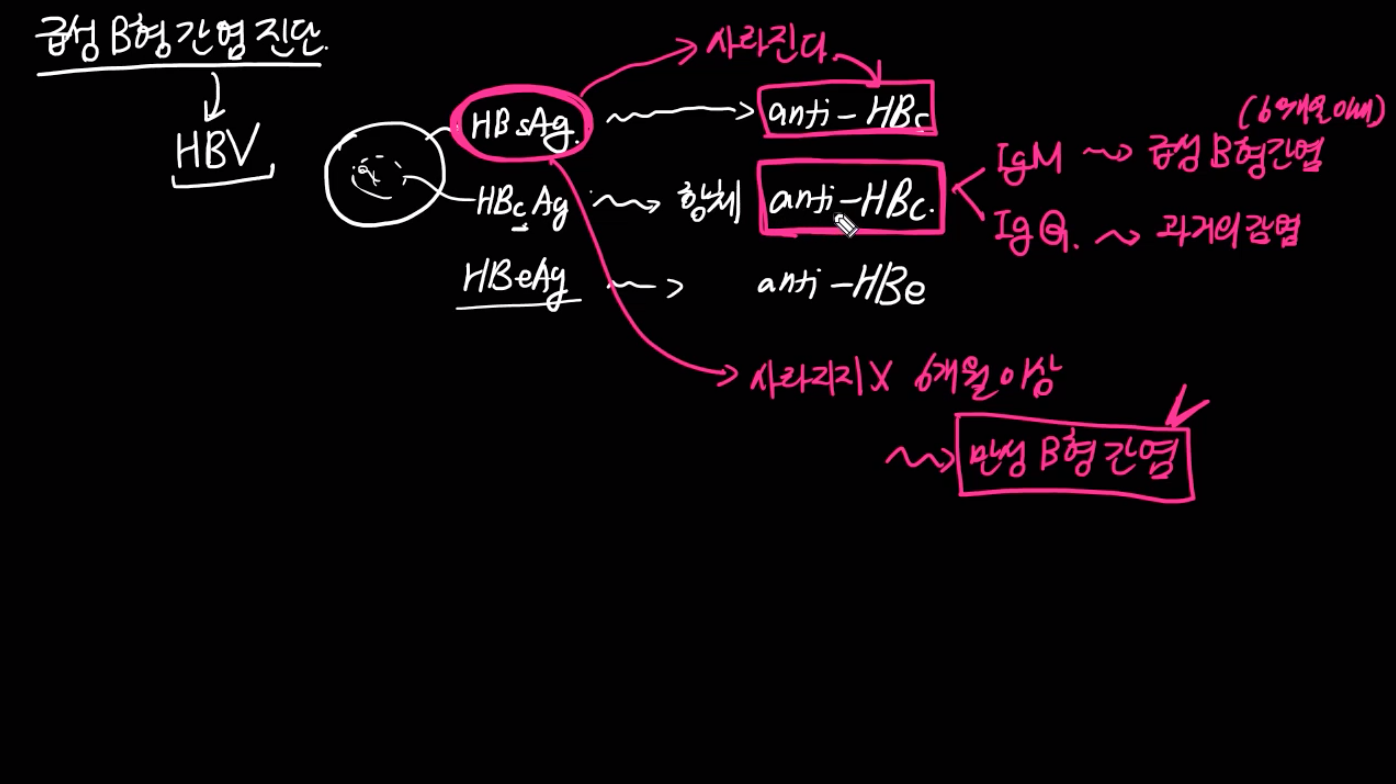 급성 B형 간염 진단.
HBV
사라진다.
HBsAg.
anti-HBc
HBcAg
항체
anti-HBc.
(6개월 이내)
IgM
급성 B형간염
IgG.
과거의 감염
HBeAg
anti-HBe
사라지지 X 6개월 이상
만성 B형 간염